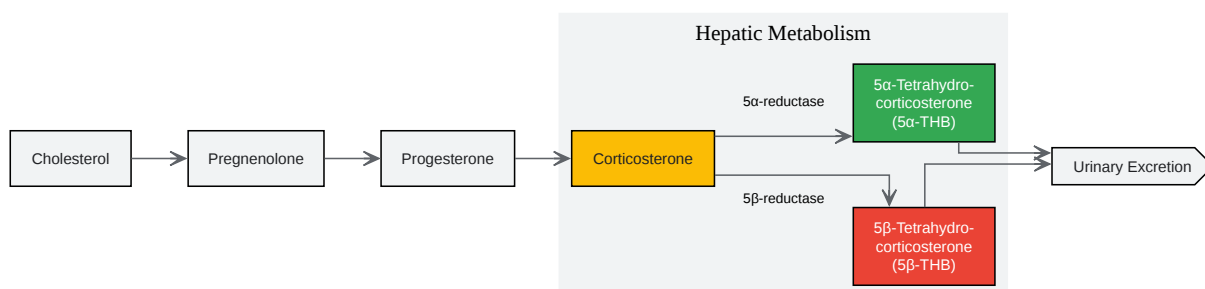 Hepatic Metabolism
Cholesterol
Pregnenolone
Progesterone
Corticosterone
5α-reductase
5β-reductase
5α-Tetrahydro-
corticosterone
(5α-THB)
5β-Tetrahydro-
corticosterone
(5β-THB)
Urinary Excretion